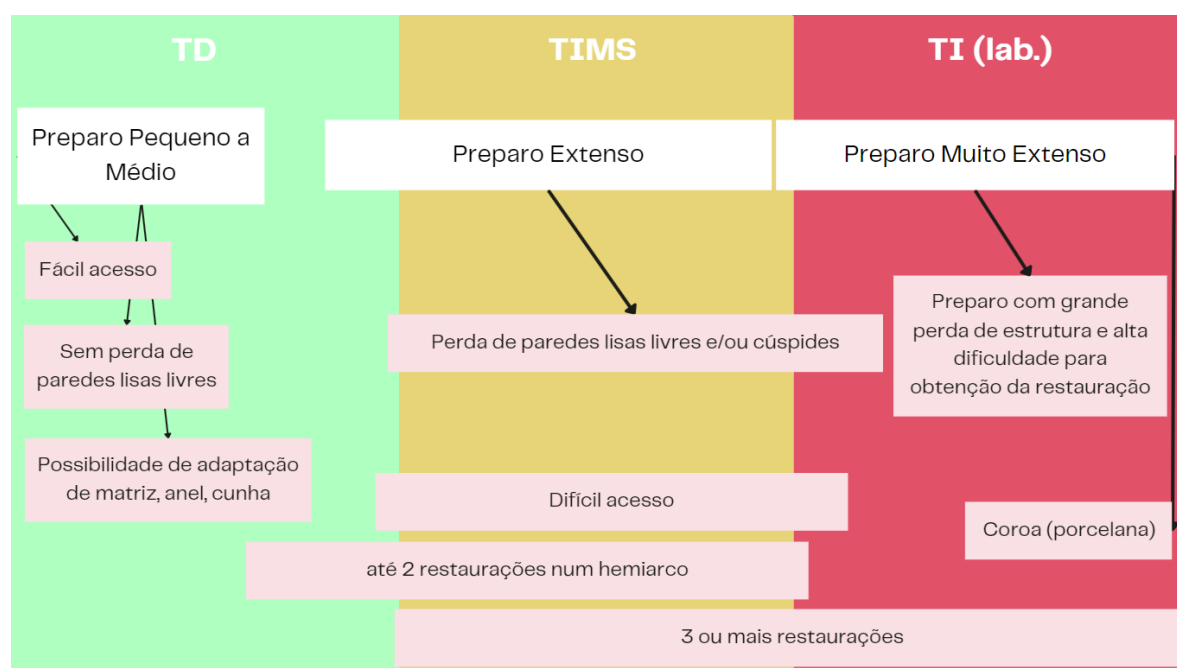 TD
TIMS
TI (lab.)
Preparo Pequeno a
Médio
Preparo Extenso
Preparo Muito Extenso
Fácil acesso
Sem perda de
paredes lisas livres
Possibilidade de adaptação
de matriz, anel, cunha
Perda de paredes lisas livres e/ou cúspides
Preparo com grande
perda de estrutura e alta
dificuldade para
obtenção da restauração
Difícil acesso
Coroa (porcelana)
até 2 restaurações num hemiarco
3 ou mais restaurações